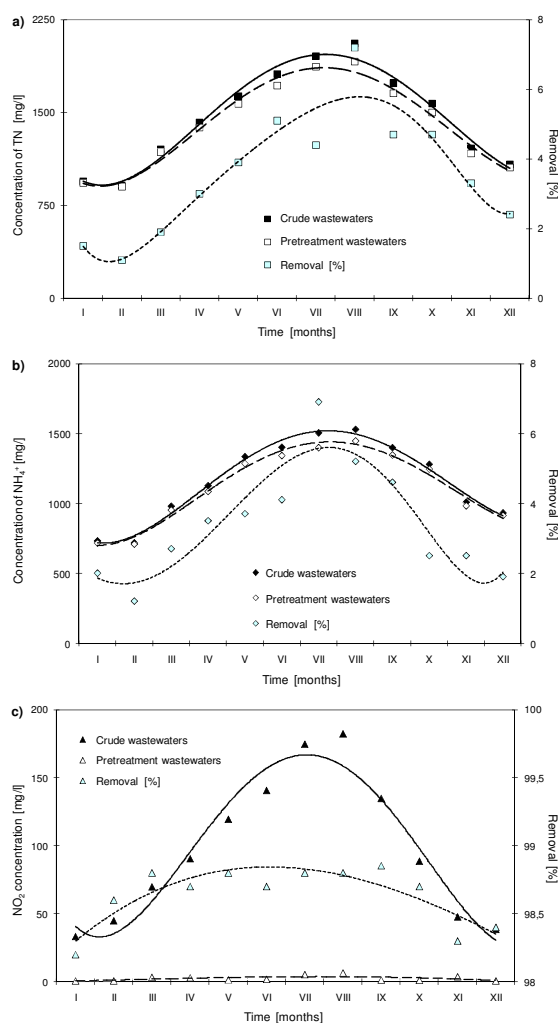 a)
2250
1500
750
0
8
6
4
2
0
Concentration of TN [mg/l]
Removal [%]
Crude wastewaters
Pretreatment wastewaters
Removal [%]
I II III IV V VI VII VIII IX X XI XII
Time [months]
b)
2000
1500
1000
500
0
8
6
4
2
0
Concentration of NH₄⁺ [mg/l]
Removal [%]
Crude wastewaters
Pretreatment wastewaters
Removal [%]
I II III IV V VI VII VIII IX X XI XII
Time [months]
c)
200
150
100
50
0
100
99,5
99
98,5
98
Removal [%]
Crude wastewaters
Pretreatment wastewaters
Removal [%]
I II III IV V VI VII VIII IX X XI XII
Time [months]